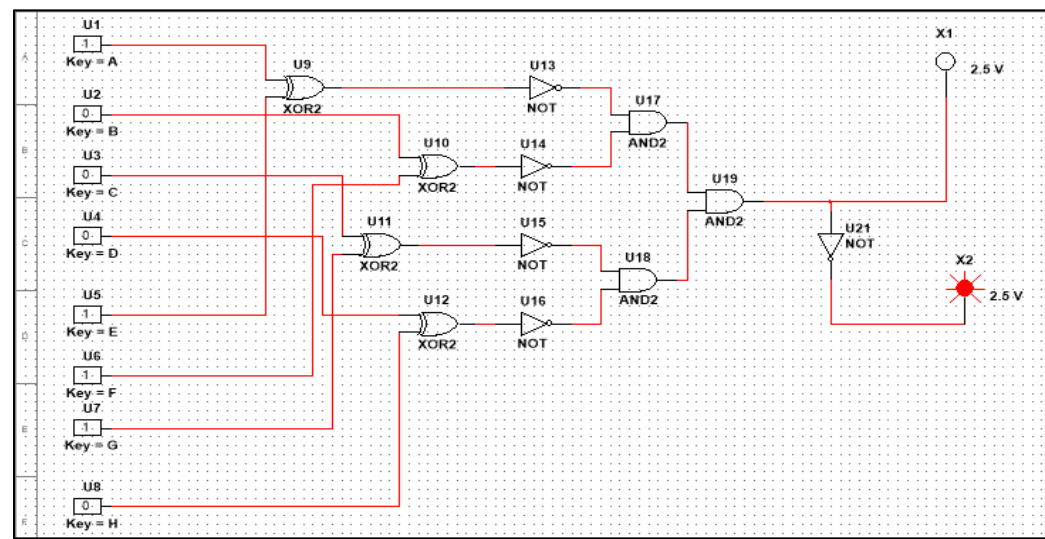 U1
1
Key = A
U2
0
Key = B
U3
0
Key = C
U4
0
Key = D
U5
1
Key = E
U6
1
Key = F
U7
1
Key = G
U8
0
Key = H
U9
XOR2
U10
XOR2
U11
XOR2
U12
XOR2
U13
NOT
U14
NOT
U15
NOT
U16
NOT
U17
AND2
U18
AND2
U19
AND2
U21
NOT
X1
2.5 V
X2
2.5 V
A
B
C
D
E
F